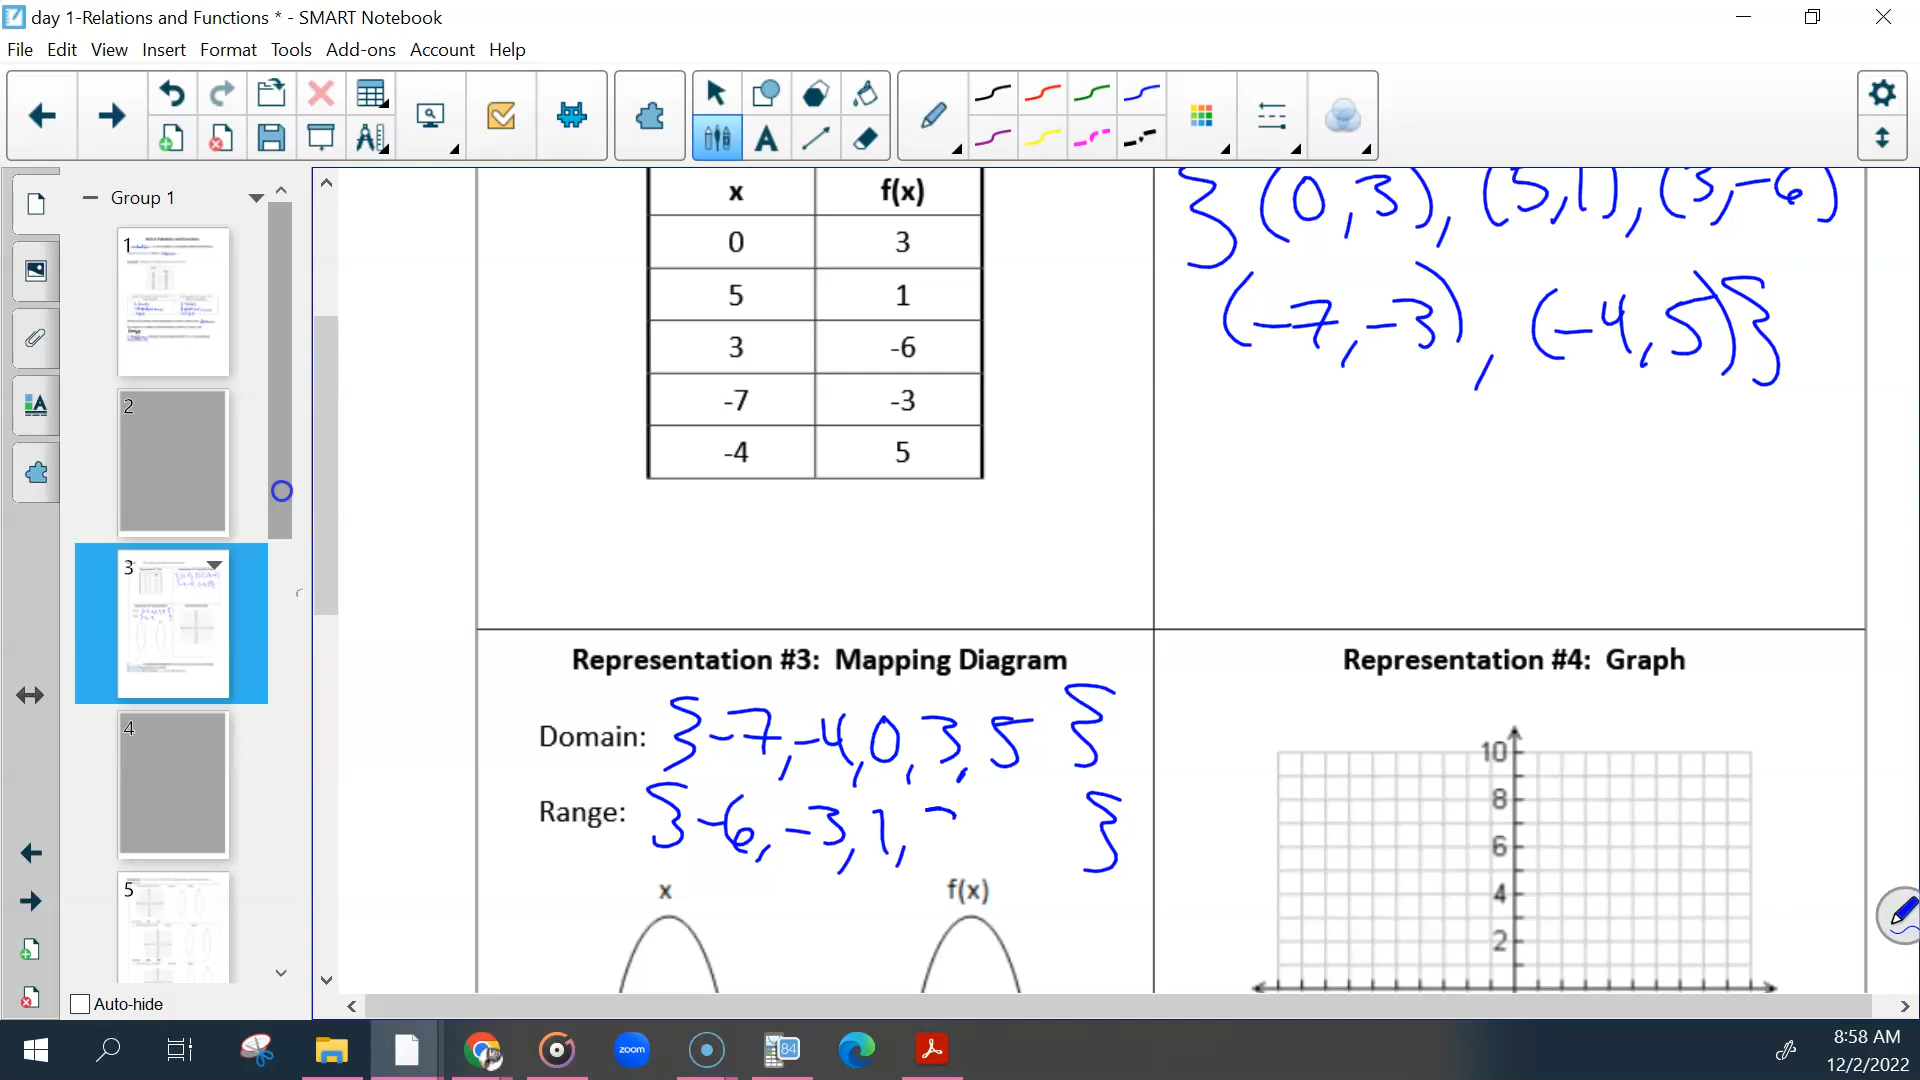 day 1-Relations and Functions * - SMART Notebook
File Edit View Insert Format Tools Add-ons Account Help
Group 1
1
2
3
4
5
Auto-hide
x f(x)
0 3
5 1
3 -6
-7 -3
-4 5
{(0,3), (5,1), (3,-6)
(-7,-3), (-4,5)}
Representation #3: Mapping Diagram
Domain: {-7,-4,0,3,5 }
Range: {-6,-3,1, }
x f(x)
Representation #4: Graph
10
8
6
4
2
zoom
84
8:58 AM
12/2/2022